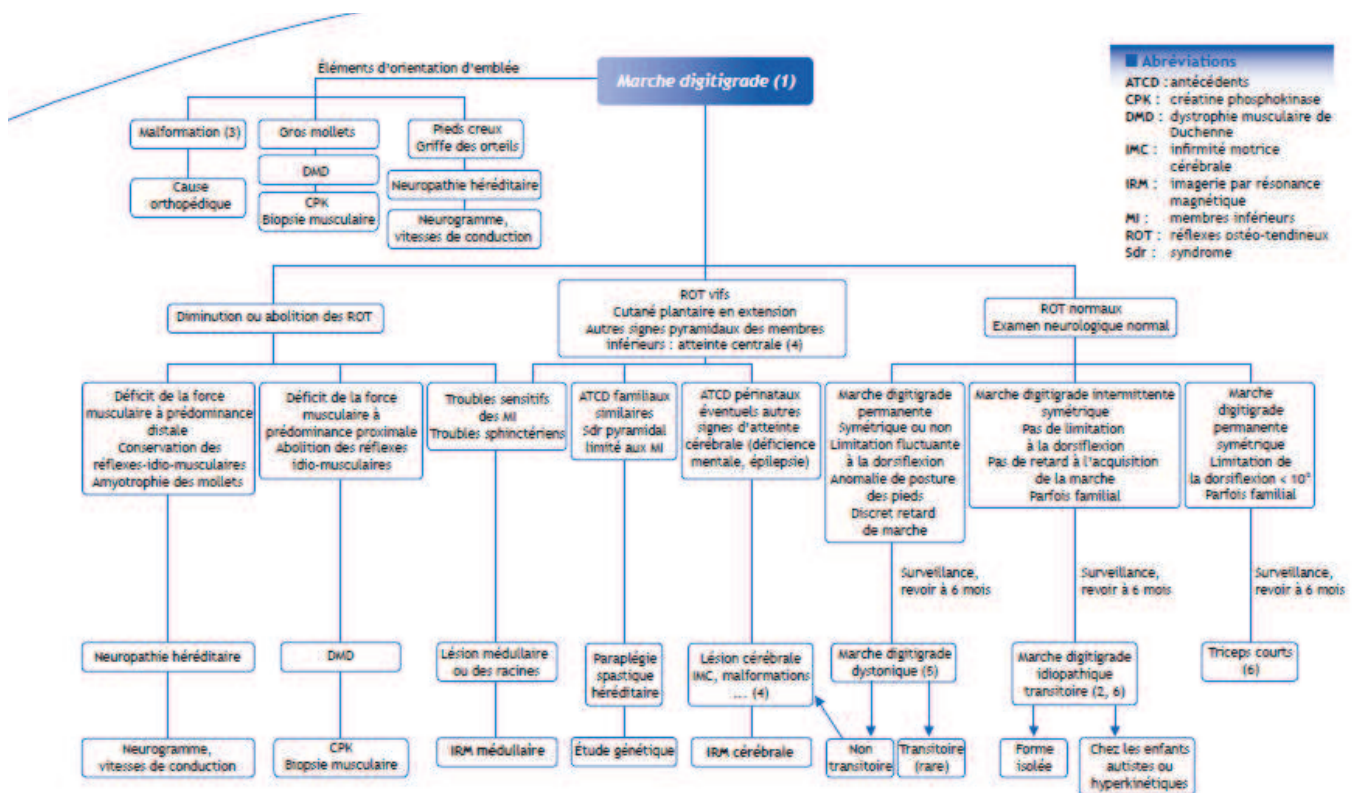 Éléments d'orientation d'emblée
Marche digitigrade (1)
Abréviations
ATCD : antécédents
CPK : créatine phosphokinase
DMD : dystrophie musculaire de
Duchenne
IMC : infirmité motrice
cérébrale
IRM : imagerie par résonance
magnétique
MI : membres inférieurs
ROT : réflexes ostéo-tendineux
Sdr : syndrome
Malformation (3)
Cause
orthopédique
Gros mollets
DMD
CPK
Biopsie musculaire
Pieds creux
Griffe des orteils
Neuropathie héréditaire
Neurogramme,
vitesses de conduction
Diminution ou abolition des ROT
ROT vifs
Cutané plantaire en extension
Autres signes pyramidaux des membres
inférieurs : atteinte centrale (4)
ROT normaux
Examen neurologique normal
Déficit de la force
musculaire à prédominance
distale
Conservation des
réflexes-idio-musculaires
Amyotrophie des mollets
Déficit de la force
musculaire à
prédominance proximale
Abolition des réflexes
idio-musculaires
Troubles sensitifs
des MI
Troubles sphinctériens
ATCD familiaux
similaires
Sdr pyramidal
limité aux MI
ATCD périnataux
éventuels autres
signes d'atteinte
cérébrale (déficience
mentale, épilepsie)
Marche digitigrade
permanente
Symétrique ou non
Limitation fluctuante
à la dorsiflexion
Anomalie de posture
des pieds
Discret retard
de marche
Marche digitigrade intermittente
symétrique
Pas de limitation
à la dorsiflexion
Pas de retard à l'acquisition
de la marche
Parfois familial
Marche
digitigrade
permanente
symétrique
Limitation de
la dorsiflexion < 10°
Parfois familial
Surveillance,
revoir à 6 mois
Surveillance,
revoir à 6 mois
Surveillance,
revoir à 6 mois
Neuropathie héréditaire
DMD
Lésion médullaire
ou des racines
Paraplégie
spastique
héréditaire
Lésion cérébrale
IMC, malformations
... (4)
Marche digitigrade
dystonique (5)
Marche digitigrade
idiopathique
transitoire (2, 6)
Triceps courts
(6)
Neurogramme,
vitesses de conduction
CPK
Biopsie musculaire
IRM médullaire
Étude génétique
IRM cérébrale
Non
transitoire
Transitoire
(rare)
Forme
isolée
Chez les enfants
autistes ou
hyperkinétiques